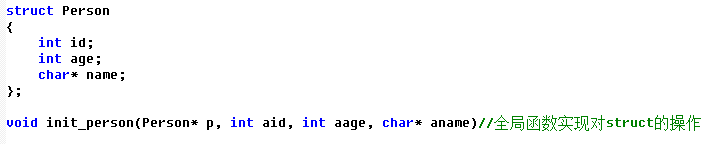 struct Person
{
    int id;
    int age;
    char* name;
};
void init_person(Person* p, int aid, int aage, char* aname)//全局函数实现对struct的操作